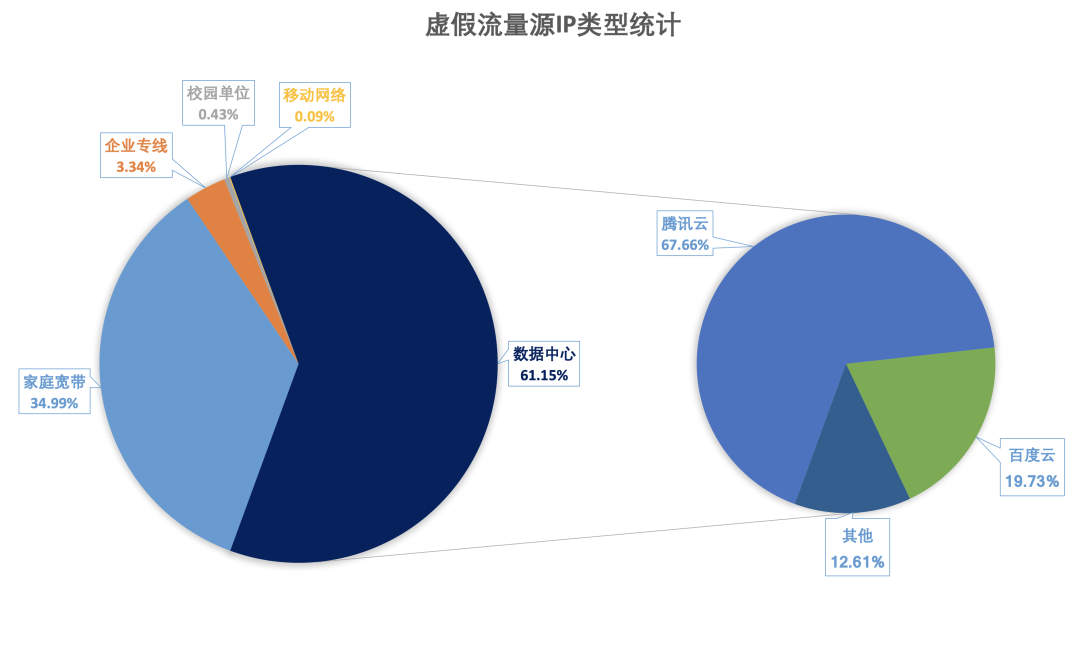 虚假流量源IP类型统计
校园单位
0.43%
移动网络
0.09%
企业专线
3.34%
家庭宽带
34.99%
数据中心
61.15%
腾讯云
67.66%
百度云
19.73%
其他
12.61%